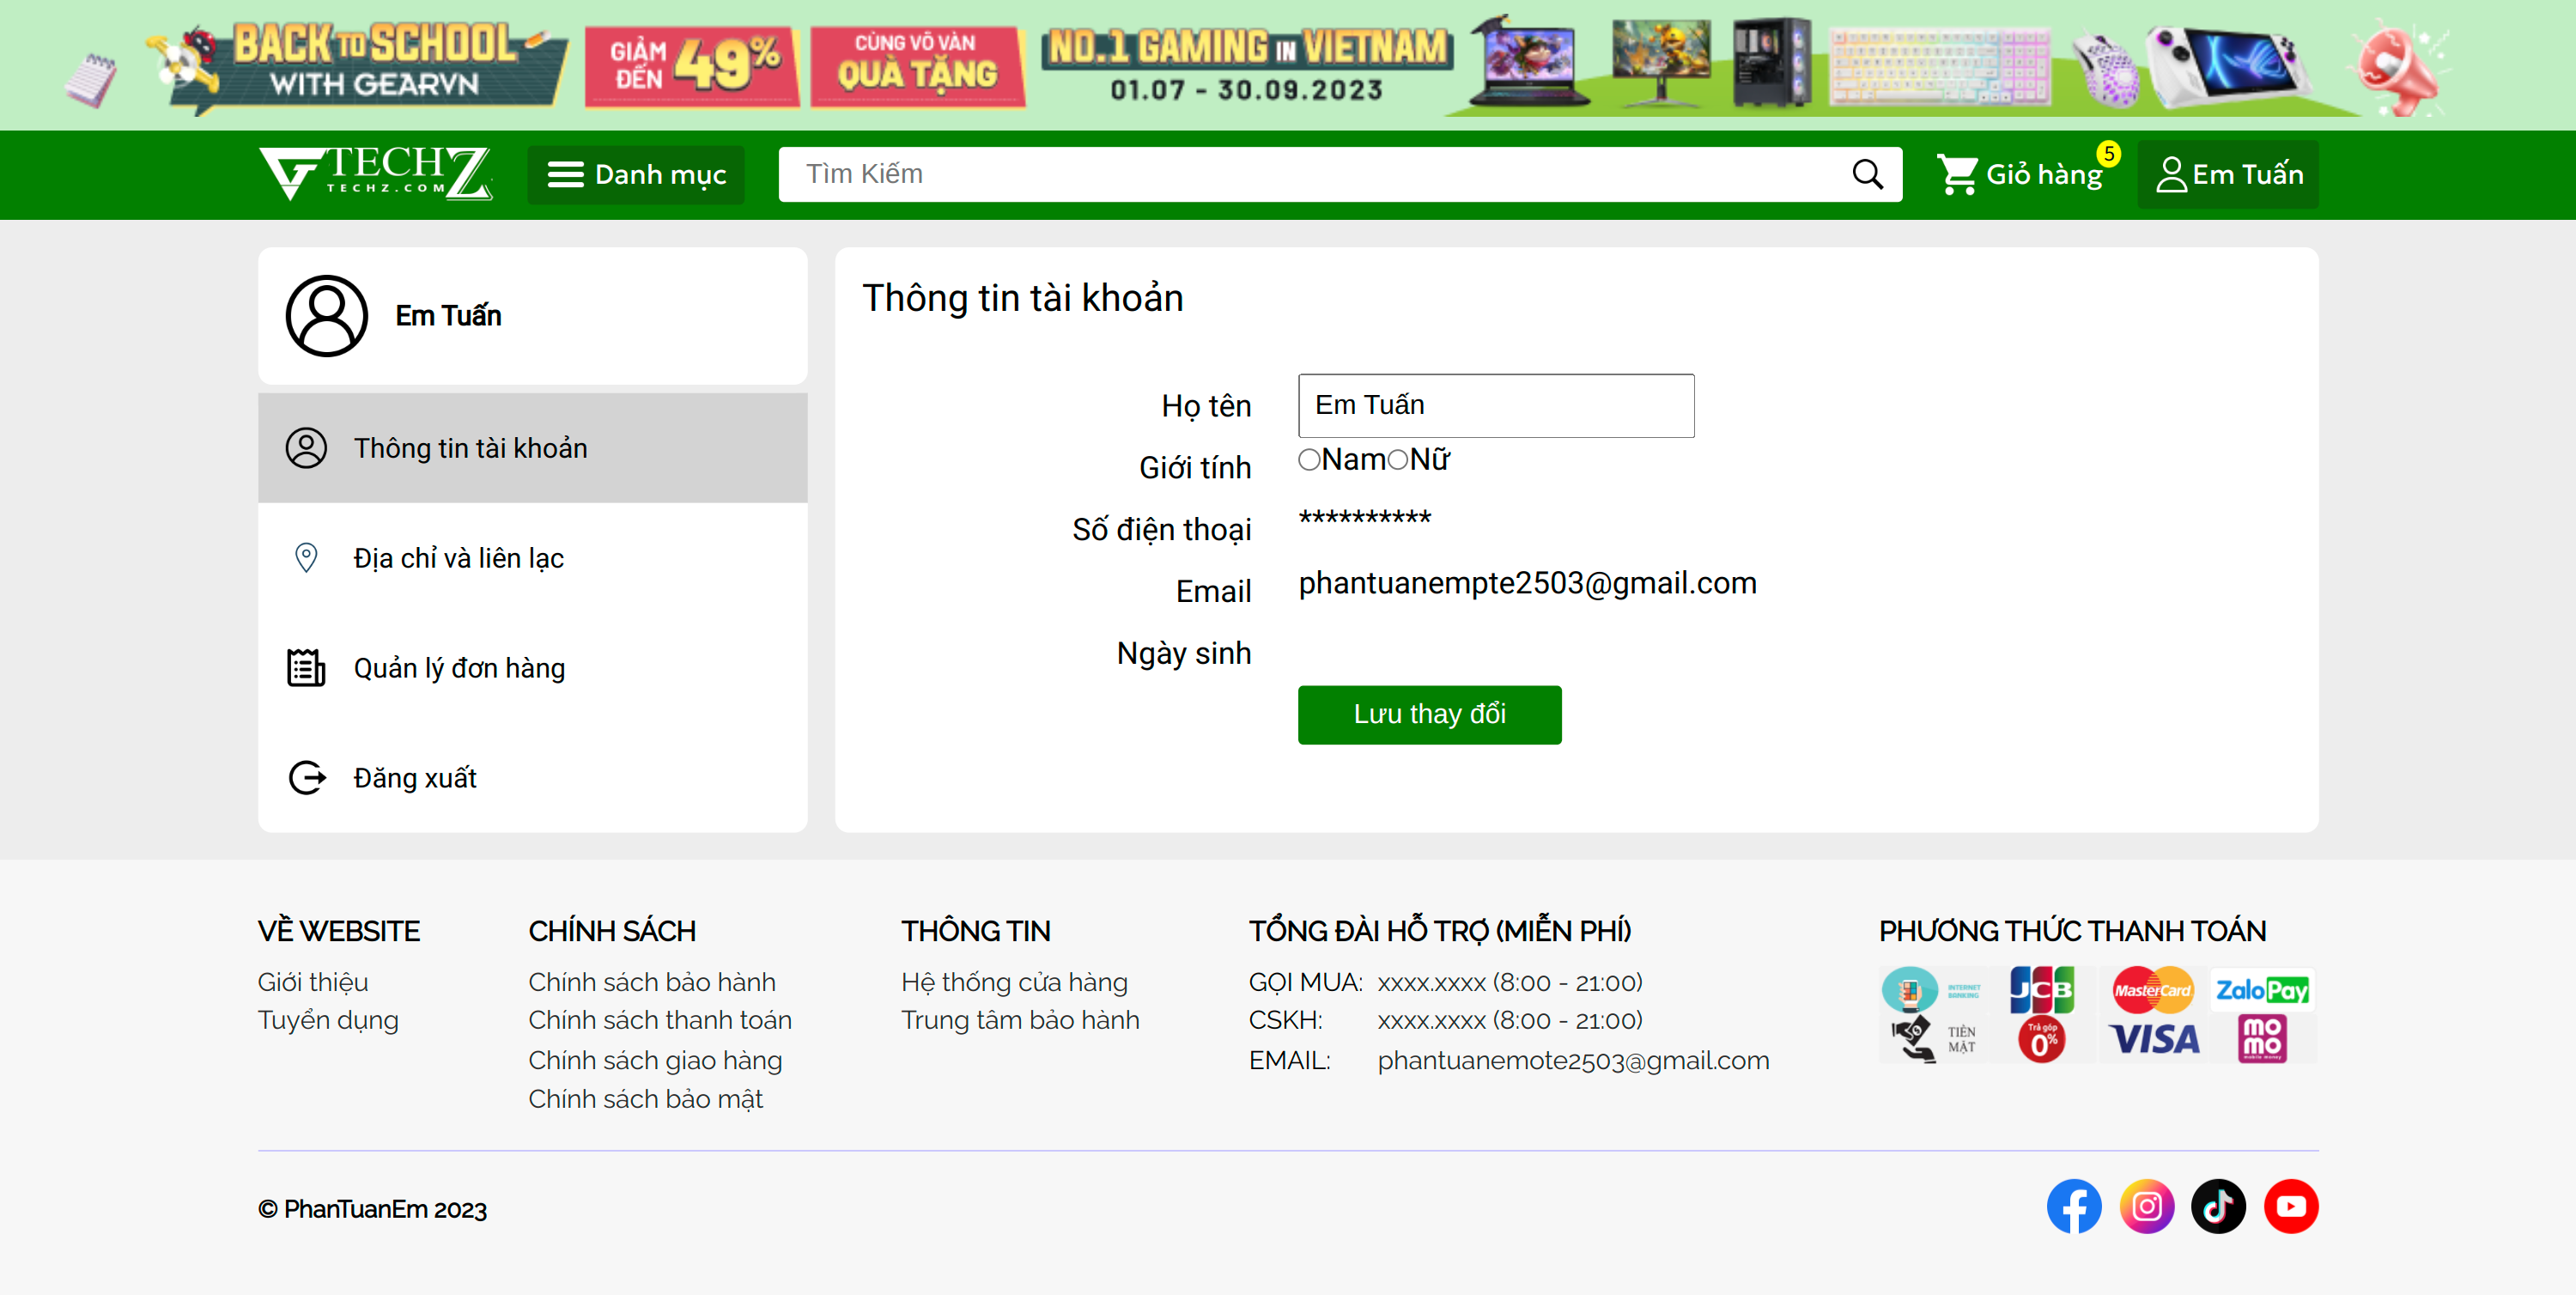 BACK TO SCHOOL
WITH GEARVN
GIẢM
ĐẾN
49%
CÙNG VÔ VÀN
QUÀ TẶNG
NO.1 GAMING IN VIETNAM
01.07 - 30.09.2023
TECHZ
TECHZ.COM
Danh mục
Tìm Kiếm
Giỏ hàng
5
Em Tuấn
Em Tuấn
Thông tin tài khoản
Địa chỉ và liên lạc
Quản lý đơn hàng
Đăng xuất
Thông tin tài khoản
Họ tên
Em Tuấn
Giới tính
Nam Nữ
Số điện thoại
**********
Email
phantuanempte2503@gmail.com
Ngày sinh
Lưu thay đổi
VỀ WEBSITE
Giới thiệu
Tuyển dụng
CHÍNH SÁCH
Chính sách bảo hành
Chính sách thanh toán
Chính sách giao hàng
Chính sách bảo mật
THÔNG TIN
Hệ thống cửa hàng
Trung tâm bảo hành
TỔNG ĐÀI HỖ TRỢ (MIỄN PHÍ)
GỌI MUA: xxxx.xxxx (8:00 - 21:00)
CSKH: xxxx.xxxx (8:00 - 21:00)
EMAIL: phantuanemote2503@gmail.com
PHƯƠNG THỨC THANH TOÁN
INTERNET
BANKING
JCB
MasterCard
ZaloPay
TIỀN
MẶT
Trả góp
0%
VISA
mo
mo
mobile money
© PhanTuanEm 2023